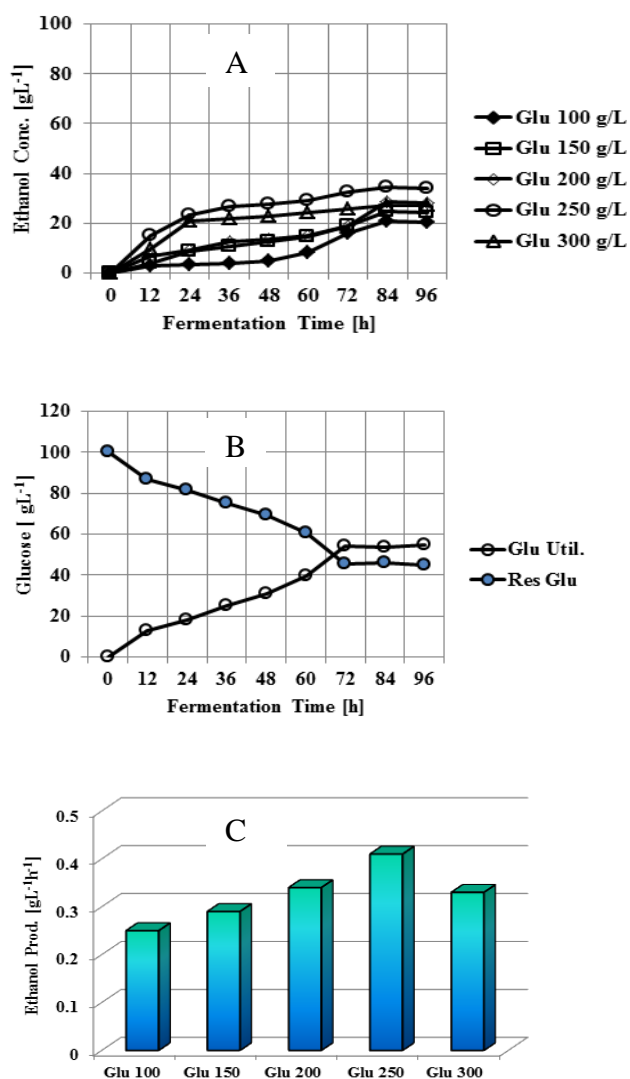 A
Ethanol Conc. [gL-1]
100
80
60
40
20
0
0 12 24 36 48 60 72 84 96
Fermentation Time [h]
Glu 100 g/L
Glu 150 g/L
Glu 200 g/L
Glu 250 g/L
Glu 300 g/L
B
Glucose [ gL-1]
120
100
80
60
40
20
0
0 12 24 36 48 60 72 84 96
Fermentation Time [h]
Glu Util.
Res Glu
C
Ethanol Prod. [gL-1h-1]
0.5
0.4
0.3
0.2
0.1
0
Glu 100 Glu 150 Glu 200 Glu 250 Glu 300